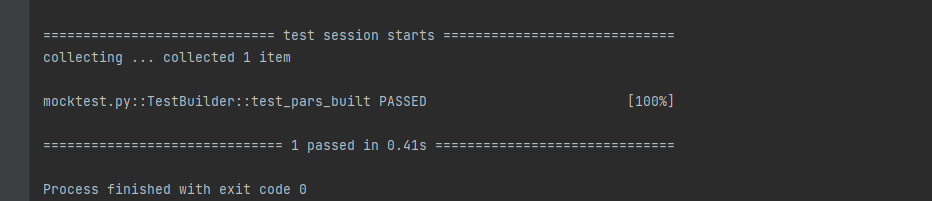 ============================= test session starts =============================
collecting ... collected 1 item
mocktest.py::TestBuilder::test_pars_built PASSED                         [100%]
============================== 1 passed in 0.41s ==============================
Process finished with exit code 0